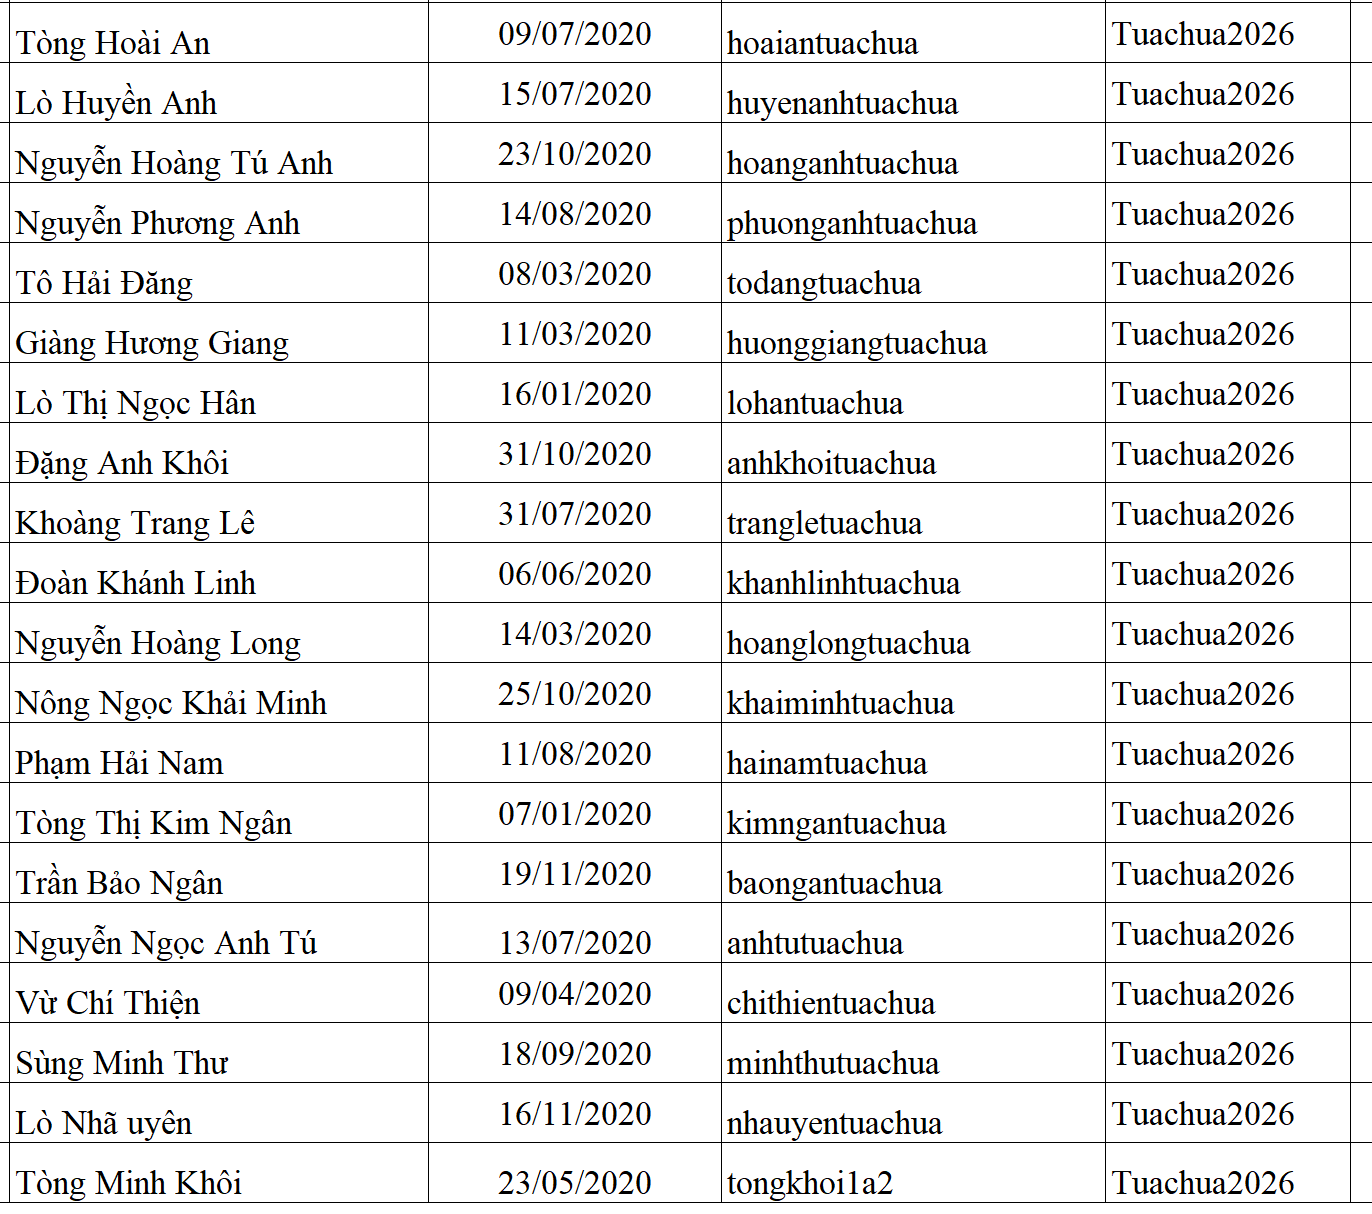 Tòng Hoài An 09/07/2020 hoaiantuachua Tuachua2026
Lò Huyền Anh 15/07/2020 huyenanhtuachua Tuachua2026
Nguyễn Hoàng Tú Anh 23/10/2020 hoanganhtuachua Tuachua2026
Nguyễn Phương Anh 14/08/2020 phuonganhtuachua Tuachua2026
Tô Hải Đăng 08/03/2020 todangtuachua Tuachua2026
Giàng Hương Giang 11/03/2020 huonggiangtuachua Tuachua2026
Lò Thị Ngọc Hân 16/01/2020 lohantuachua Tuachua2026
Đặng Anh Khôi 31/10/2020 anhkhoituachua Tuachua2026
Khoàng Trang Lê 31/07/2020 trangletuachua Tuachua2026
Đoàn Khánh Linh 06/06/2020 khanhlinhtuachua Tuachua2026
Nguyễn Hoàng Long 14/03/2020 hoanglongtuachua Tuachua2026
Nông Ngọc Khải Minh 25/10/2020 khaiminhtuachua Tuachua2026
Phạm Hải Nam 11/08/2020 hainamtuachua Tuachua2026
Tòng Thị Kim Ngân 07/01/2020 kimngantuachua Tuachua2026
Trần Bảo Ngân 19/11/2020 baongantuachua Tuachua2026
Nguyễn Ngọc Anh Tú 13/07/2020 anhtutuachua Tuachua2026
Vừ Chí Thiện 09/04/2020 chithientuachua Tuachua2026
Sùng Minh Thư 18/09/2020 minhthutuachua Tuachua2026
Lò Nhã uyên 16/11/2020 nhauyentuachua Tuachua2026
Tòng Minh Khôi 23/05/2020 tongkhoi1a2 Tuachua2026